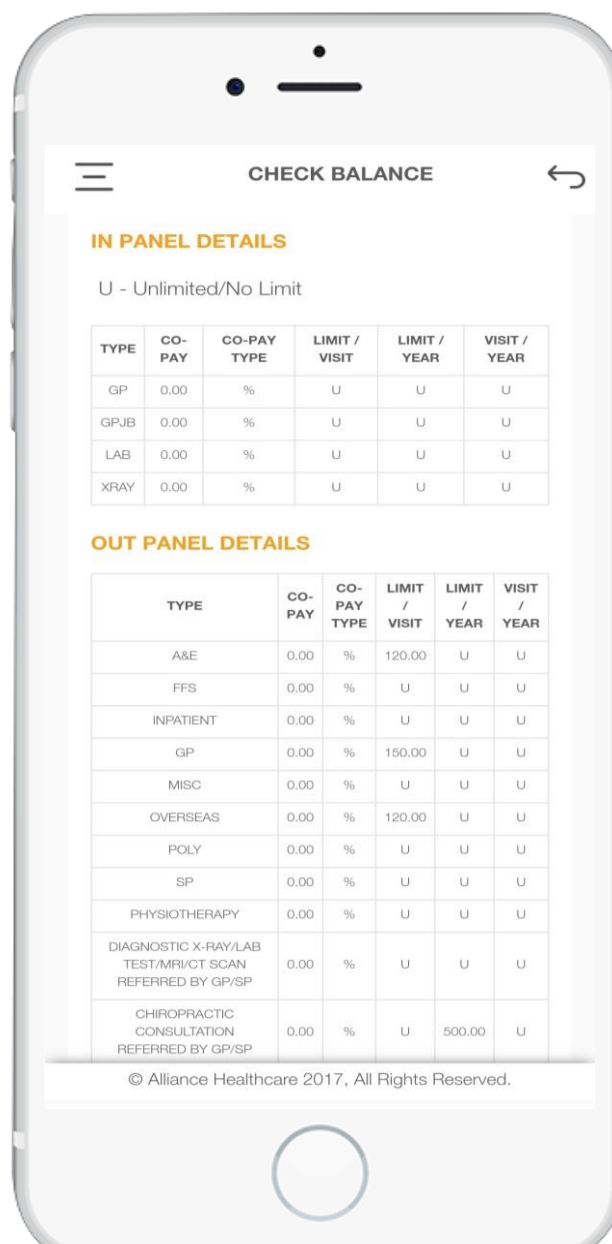 CHECK BALANCE
IN PANEL DETAILS
U - Unlimited/No Limit
TYPE CO-PAY CO-PAY TYPE LIMIT / VISIT LIMIT / YEAR VISIT / YEAR
GP 0.00 % U U U
GPJB 0.00 % U U U
LAB 0.00 % U U U
XRAY 0.00 % U U U
OUT PANEL DETAILS
TYPE CO-PAY CO-PAY TYPE LIMIT / VISIT LIMIT / YEAR VISIT / YEAR
A&E 0.00 % 120.00 U U
FFS 0.00 % U U U
INPATIENT 0.00 % U U U
GP 0.00 % 150.00 U U
MISC 0.00 % U U U
OVERSEAS 0.00 % 120.00 U U
POLY 0.00 % U U U
SP 0.00 % U U U
PHYSIOTHERAPY 0.00 % U U U
DIAGNOSTIC X-RAY/LAB
TEST/MRI/CT SCAN 0.00 % U U U
REFERRED BY GP/SP
CHIROPRACTIC
CONSULTATION 0.00 % U 500.00 U
REFERRED BY GP/SP
© Alliance Healthcare 2017, All Rights Reserved.